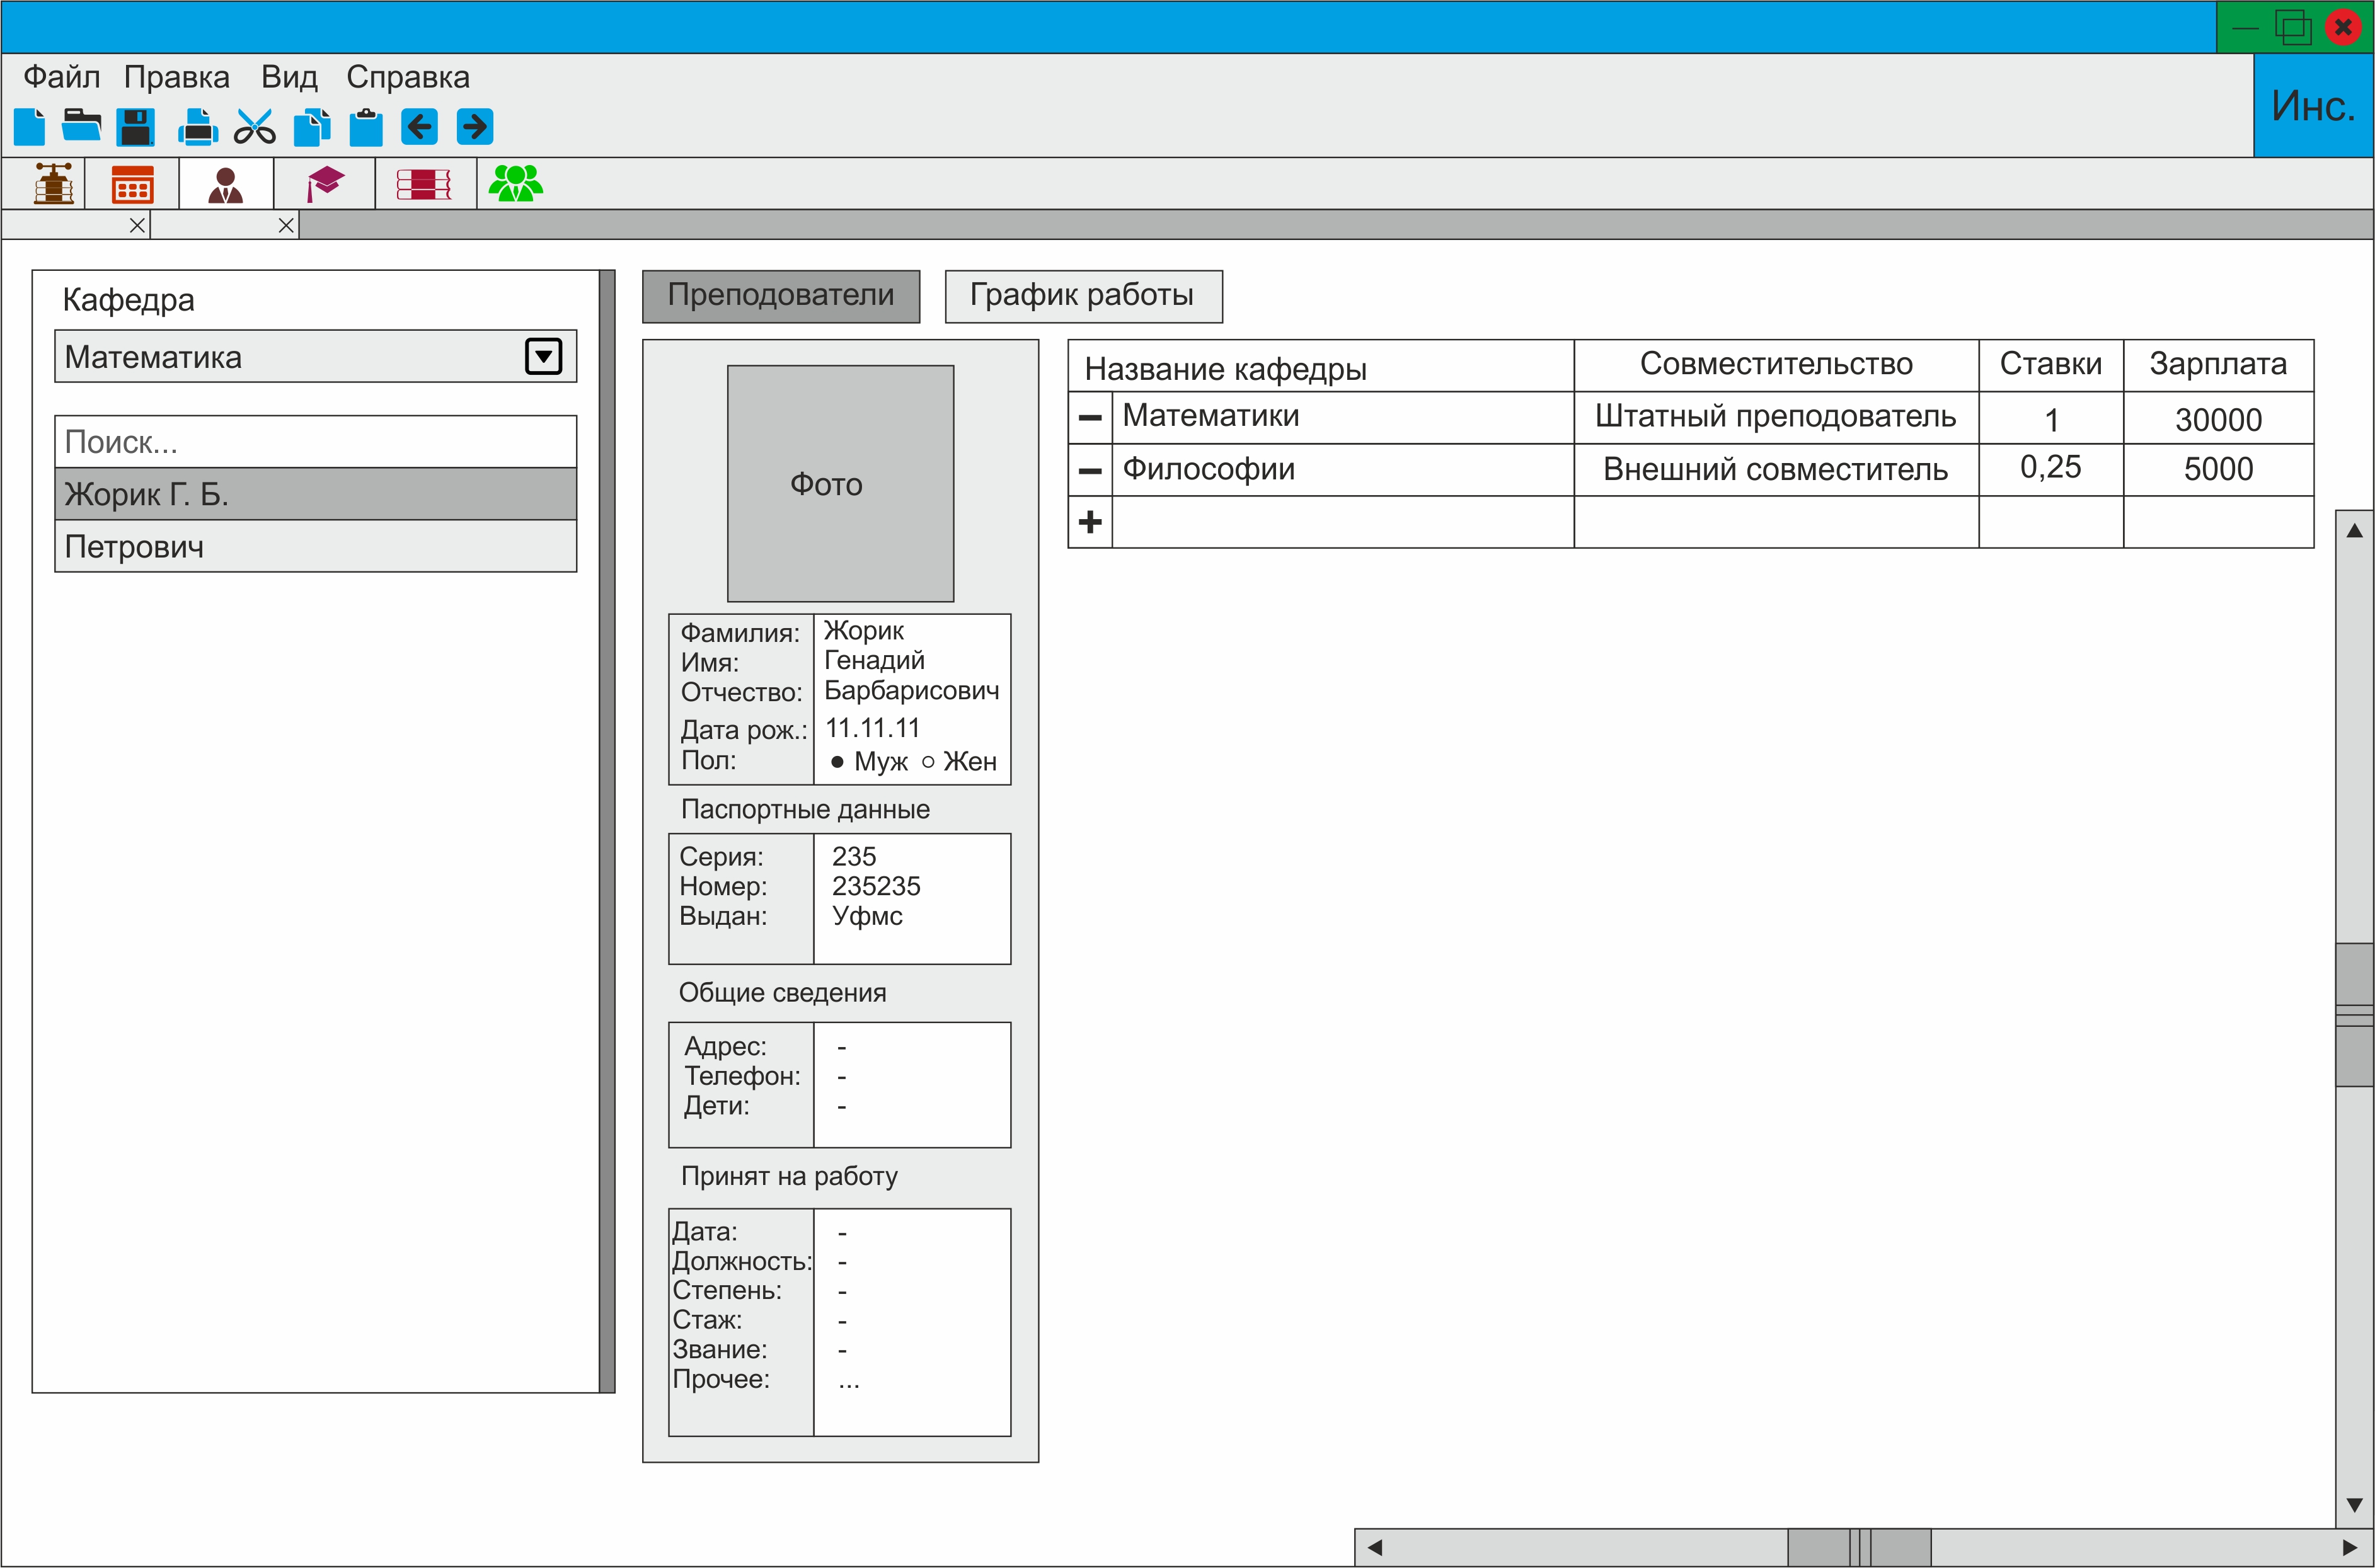 Файл Правка Вид Справка
Инс.
Кафедра
Математика
Поиск...
Жорик Г. Б.
Петрович
Преподователи
График работы
Фото
Фамилия: Жорик
Имя: Генадий
Отчество: Барбарисович
Дата рож.: 11.11.11
Пол: Муж Жен
Паспортные данные
Серия: 235
Номер: 235235
Выдан: Уфмс
Общие сведения
Адрес: -
Телефон: -
Дети: -
Принят на работу
Дата: -
Должность: -
Степень: -
Стаж: -
Звание: -
Прочее: ...
Название кафедры Совместительство Ставки Зарплата
Математики Штатный преподователь 1 30000
Философии Внешний совместитель 0,25 5000